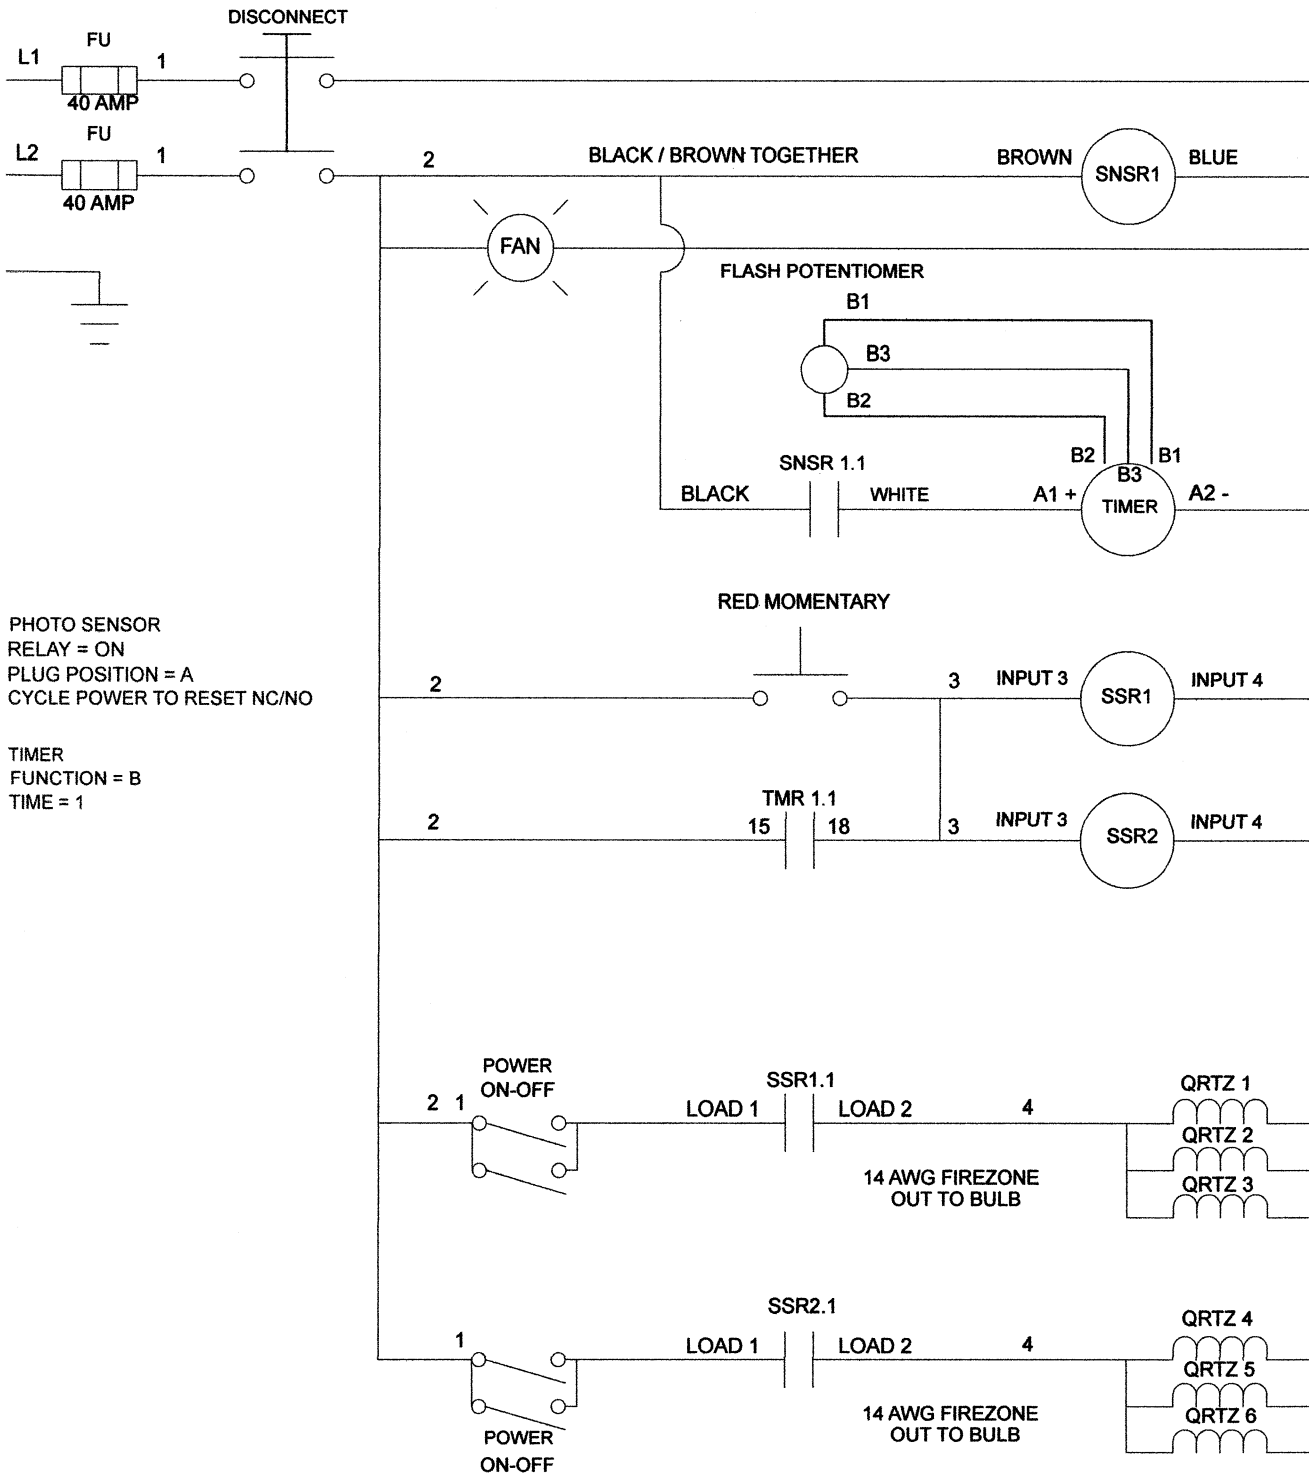 DISCONNECT
L1
FU
1
40 AMP
L2
FU
1
40 AMP
2
BLACK / BROWN TOGETHER
BROWN
SNSR1
BLUE
FAN
FLASH POTENTIOMER
B1
B3
B2
B2
B3
B1
SNSR 1.1
BLACK
WHITE
A1 +
TIMER
A2 -
RED MOMENTARY
PHOTO SENSOR
RELAY = ON
PLUG POSITION = A
CYCLE POWER TO RESET NC/NO
TIMER
FUNCTION = B
TIME = 1
2
3
INPUT 3
SSR1
INPUT 4
TMR 1.1
2
15
18
3
INPUT 3
SSR2
INPUT 4
POWER
ON-OFF
2
1
SSR1.1
LOAD 1
LOAD 2
4
QRTZ 1
QRTZ 2
QRTZ 3
14 AWG FIREZONE
OUT TO BULB
1
SSR2.1
LOAD 1
LOAD 2
4
QRTZ 4
QRTZ 5
QRTZ 6
14 AWG FIREZONE
OUT TO BULB
POWER
ON-OFF